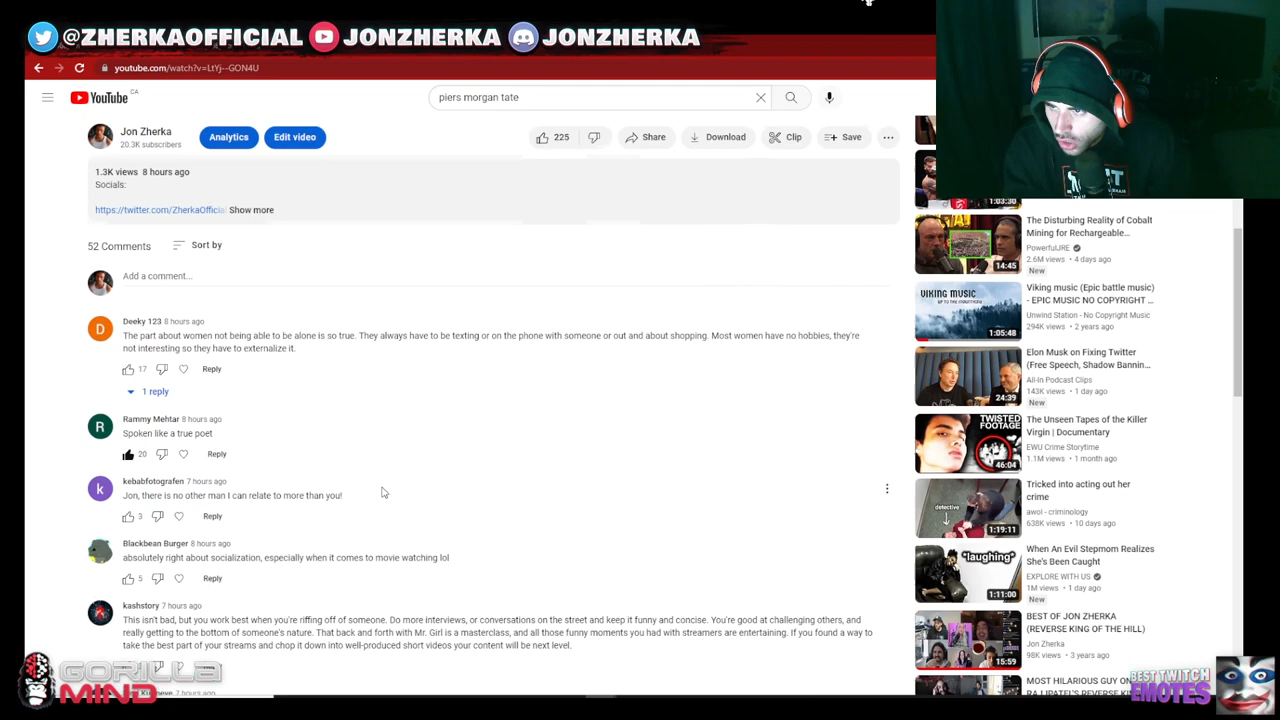 @ZHERKAOFFICIAL JONZHERKA JONZHERKA
youtube.com/watch?v=LtYj--GON4U
YouTube CA
piers morgan tate
Jon Zherka
20.3K subscribers
Analytics
Edit video
225
Share
Download
Clip
Save
1.3K views 8 hours ago
Socials:
https://twitter.com/ZherkaOfficia Show more
52 Comments
Sort by
Add a comment...
Deeky 123 8 hours ago
The part about women not being able to be alone is so true. They always have to be texting or on the phone with someone or out and about shopping. Most women have no hobbies, they're
not interesting so they have to externalize it.
17 Reply
1 reply
Rammy Mehtar 8 hours ago
Spoken like a true poet
20 Reply
k
kebabfotografen 7 hours ago
Jon, there is no other man I can relate to more than you!
3 Reply
Blackbean Burger 8 hours ago
absolutely right about socialization, especially when it comes to movie watching lol
5 Reply
kashstory 7 hours ago
This isn't bad, but you work best when you're riffing off of someone. Do more interviews, or conversations on the street and keep it funny and concise. You're good at challenging others, and
really getting to the bottom of someone's nature. That back and forth with Mr. Girl is a masterclass, and all those funny moments you had with streamers are entertaining. If you found a way to
take the best part of your streams and chop it down into well-produced short videos your content will be next level.
7 hours ago
GORILLA
MIND
1:03:30
The Disturbing Reality of Cobalt
Mining for Rechargeable...
PowerfulJRE
2.6M views • 4 days ago
New
14:45
VIKING MUSIC
Viking music (Epic battle music)
- EPIC MUSIC NO COPYRIGHT ...
Unwind Station - No Copyright Music
294K views • 2 years ago
1:05:48
Elon Musk on Fixing Twitter
(Free Speech, Shadow Bannin...
All-In Podcast Clips
143K views • 1 day ago
New
24:39
TWISTED
FOOTAGE
The Unseen Tapes of the Killer
Virgin | Documentary
EWU Crime Storytime
1.1M views • 1 month ago
46:04
detective
Tricked into acting out her
crime
awol - criminology
638K views • 10 days ago
1:19:11
*laughing*
When An Evil Stepmom Realizes
She's Been Caught
EXPLORE WITH US
1M views • 1 day ago
New
1:11:00
BEST OF JON ZHERKA
(REVERSE KING OF THE HILL)
Jon Zherka
98K • 3 years ago
15:59
MOST HILARIOUS GUY ON
BEST TWITCH
EMOTES